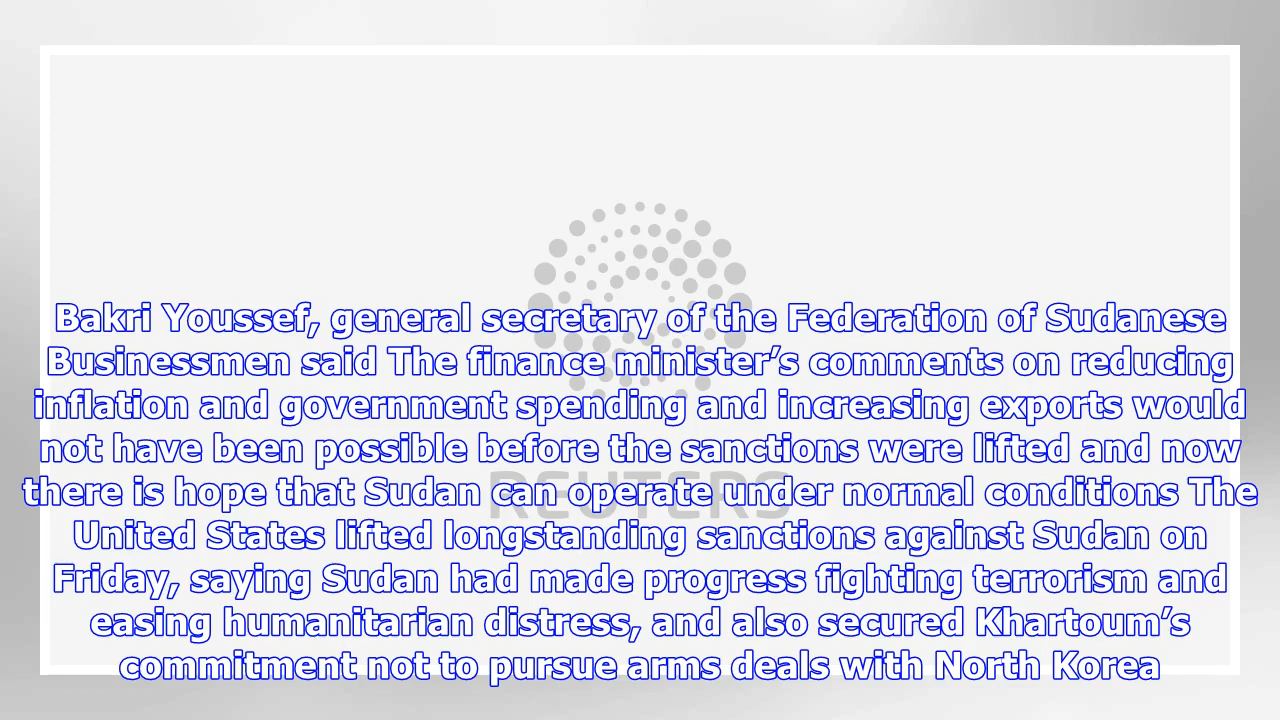 Bakri Youssef, general secretary of the Federation of Sudanese
Businessmen said The finance minister’s comments on reducing
inflation and government spending and increasing exports would
not have been possible before the sanctions were lifted and now
there is hope that Sudan can operate under normal conditions The
REUTERS
United States lifted longstanding sanctions against Sudan on
Friday, saying Sudan had made progress fighting terrorism and
easing humanitarian distress, and also secured Khartoum’s
commitment not to pursue arms deals with North Korea